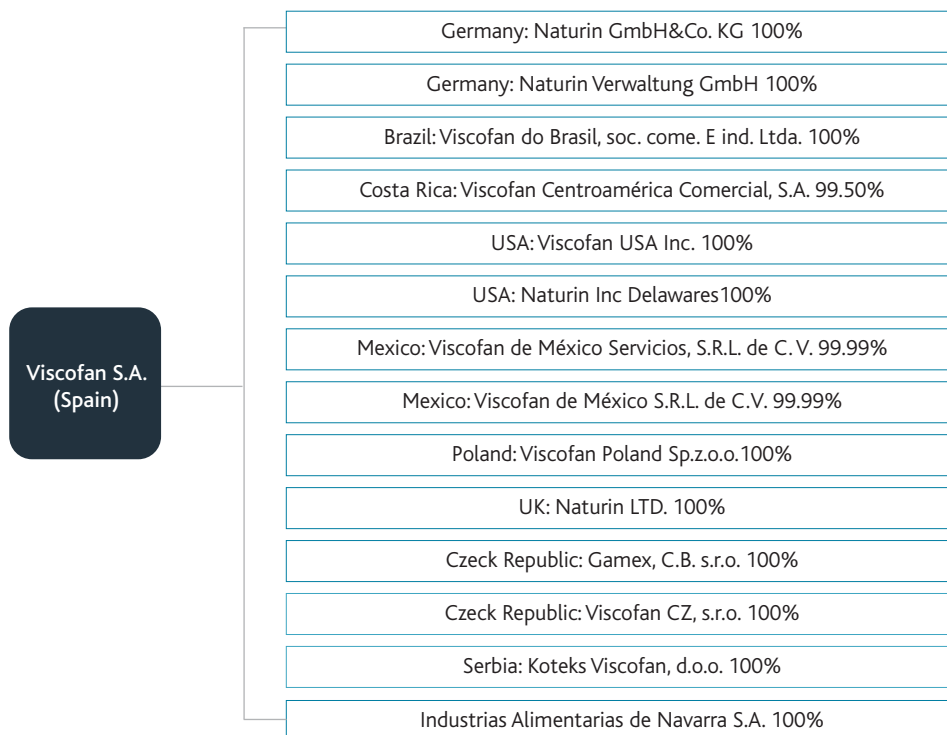 Germany: Naturin GmbH&Co. KG 100%
Germany: Naturin Verwaltung GmbH 100%
Brazil: Viscofan do Brasil, soc. come. E ind. Ltda. 100%
Costa Rica: Viscofan Centroamérica Comercial, S.A. 99.50%
USA: Viscofan USA Inc. 100%
USA: Naturin Inc Delawares100%
Viscofan S.A.
(Spain)
Mexico: Viscofan de México Servicios, S.R.L. de C. V. 99.99%
Mexico: Viscofan de México S.R.L. de C.V. 99.99%
Poland: Viscofan Poland Sp.z.o.o.100%
UK: Naturin LTD. 100%
Czeck Republic: Gamex, C.B. s.r.o. 100%
Czeck Republic: Viscofan CZ, s.r.o. 100%
Serbia: Koteks Viscofan, d.o.o. 100%
Industrias Alimentarias de Navarra S.A. 100%